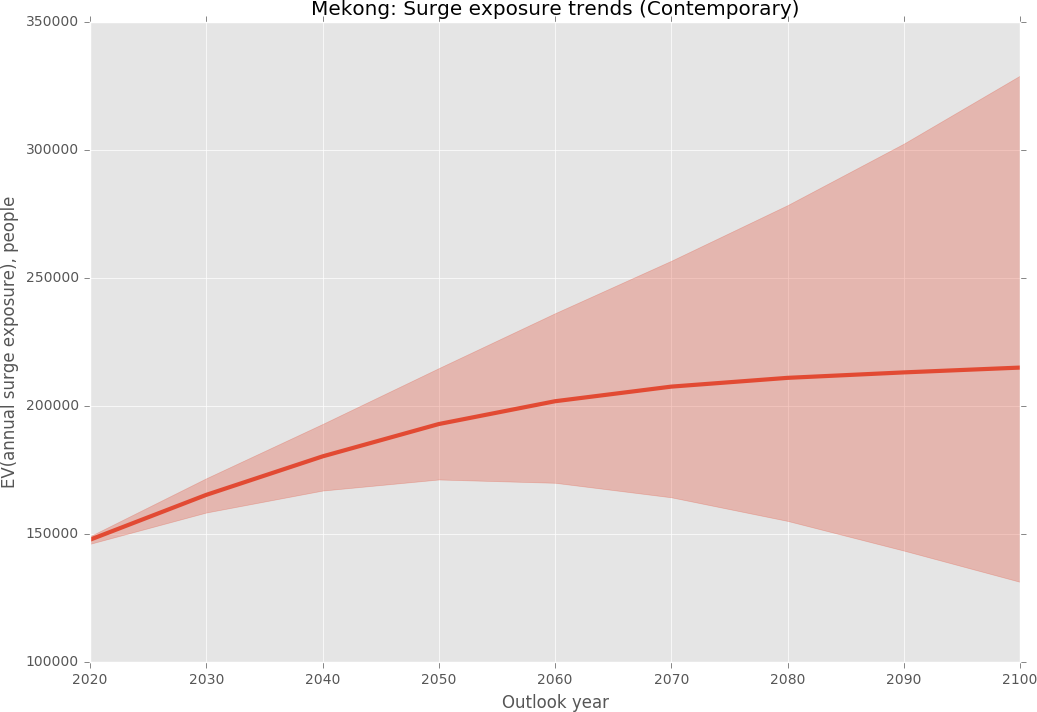 Mekong: Surge exposure trends (Contemporary)
350000
300000
250000
200000
150000
100000
EV(annual surge exposure), people
2020 2030 2040 2050 2060 2070 2080 2090 2100
Outlook year